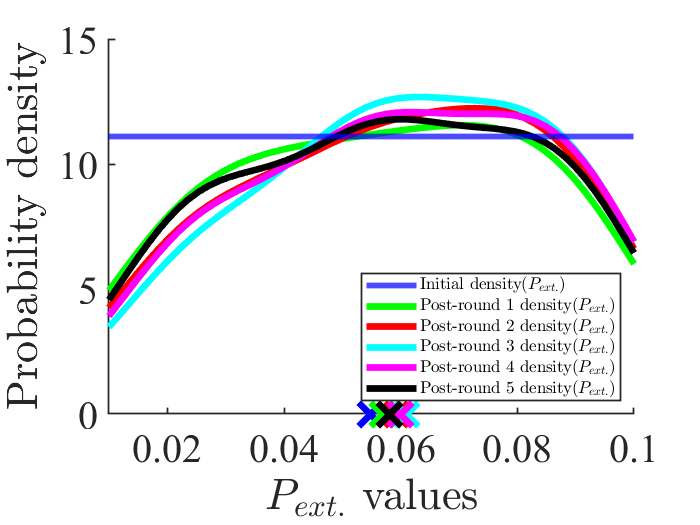 15
10
5
0
Probability density
Initial density(P_ext.)
Post-round 1 density(P_ext.)
Post-round 2 density(P_ext.)
Post-round 3 density(P_ext.)
Post-round 4 density(P_ext.)
Post-round 5 density(P_ext.)
0.02 0.04 0.06 0.08 0.1
P_ext. values